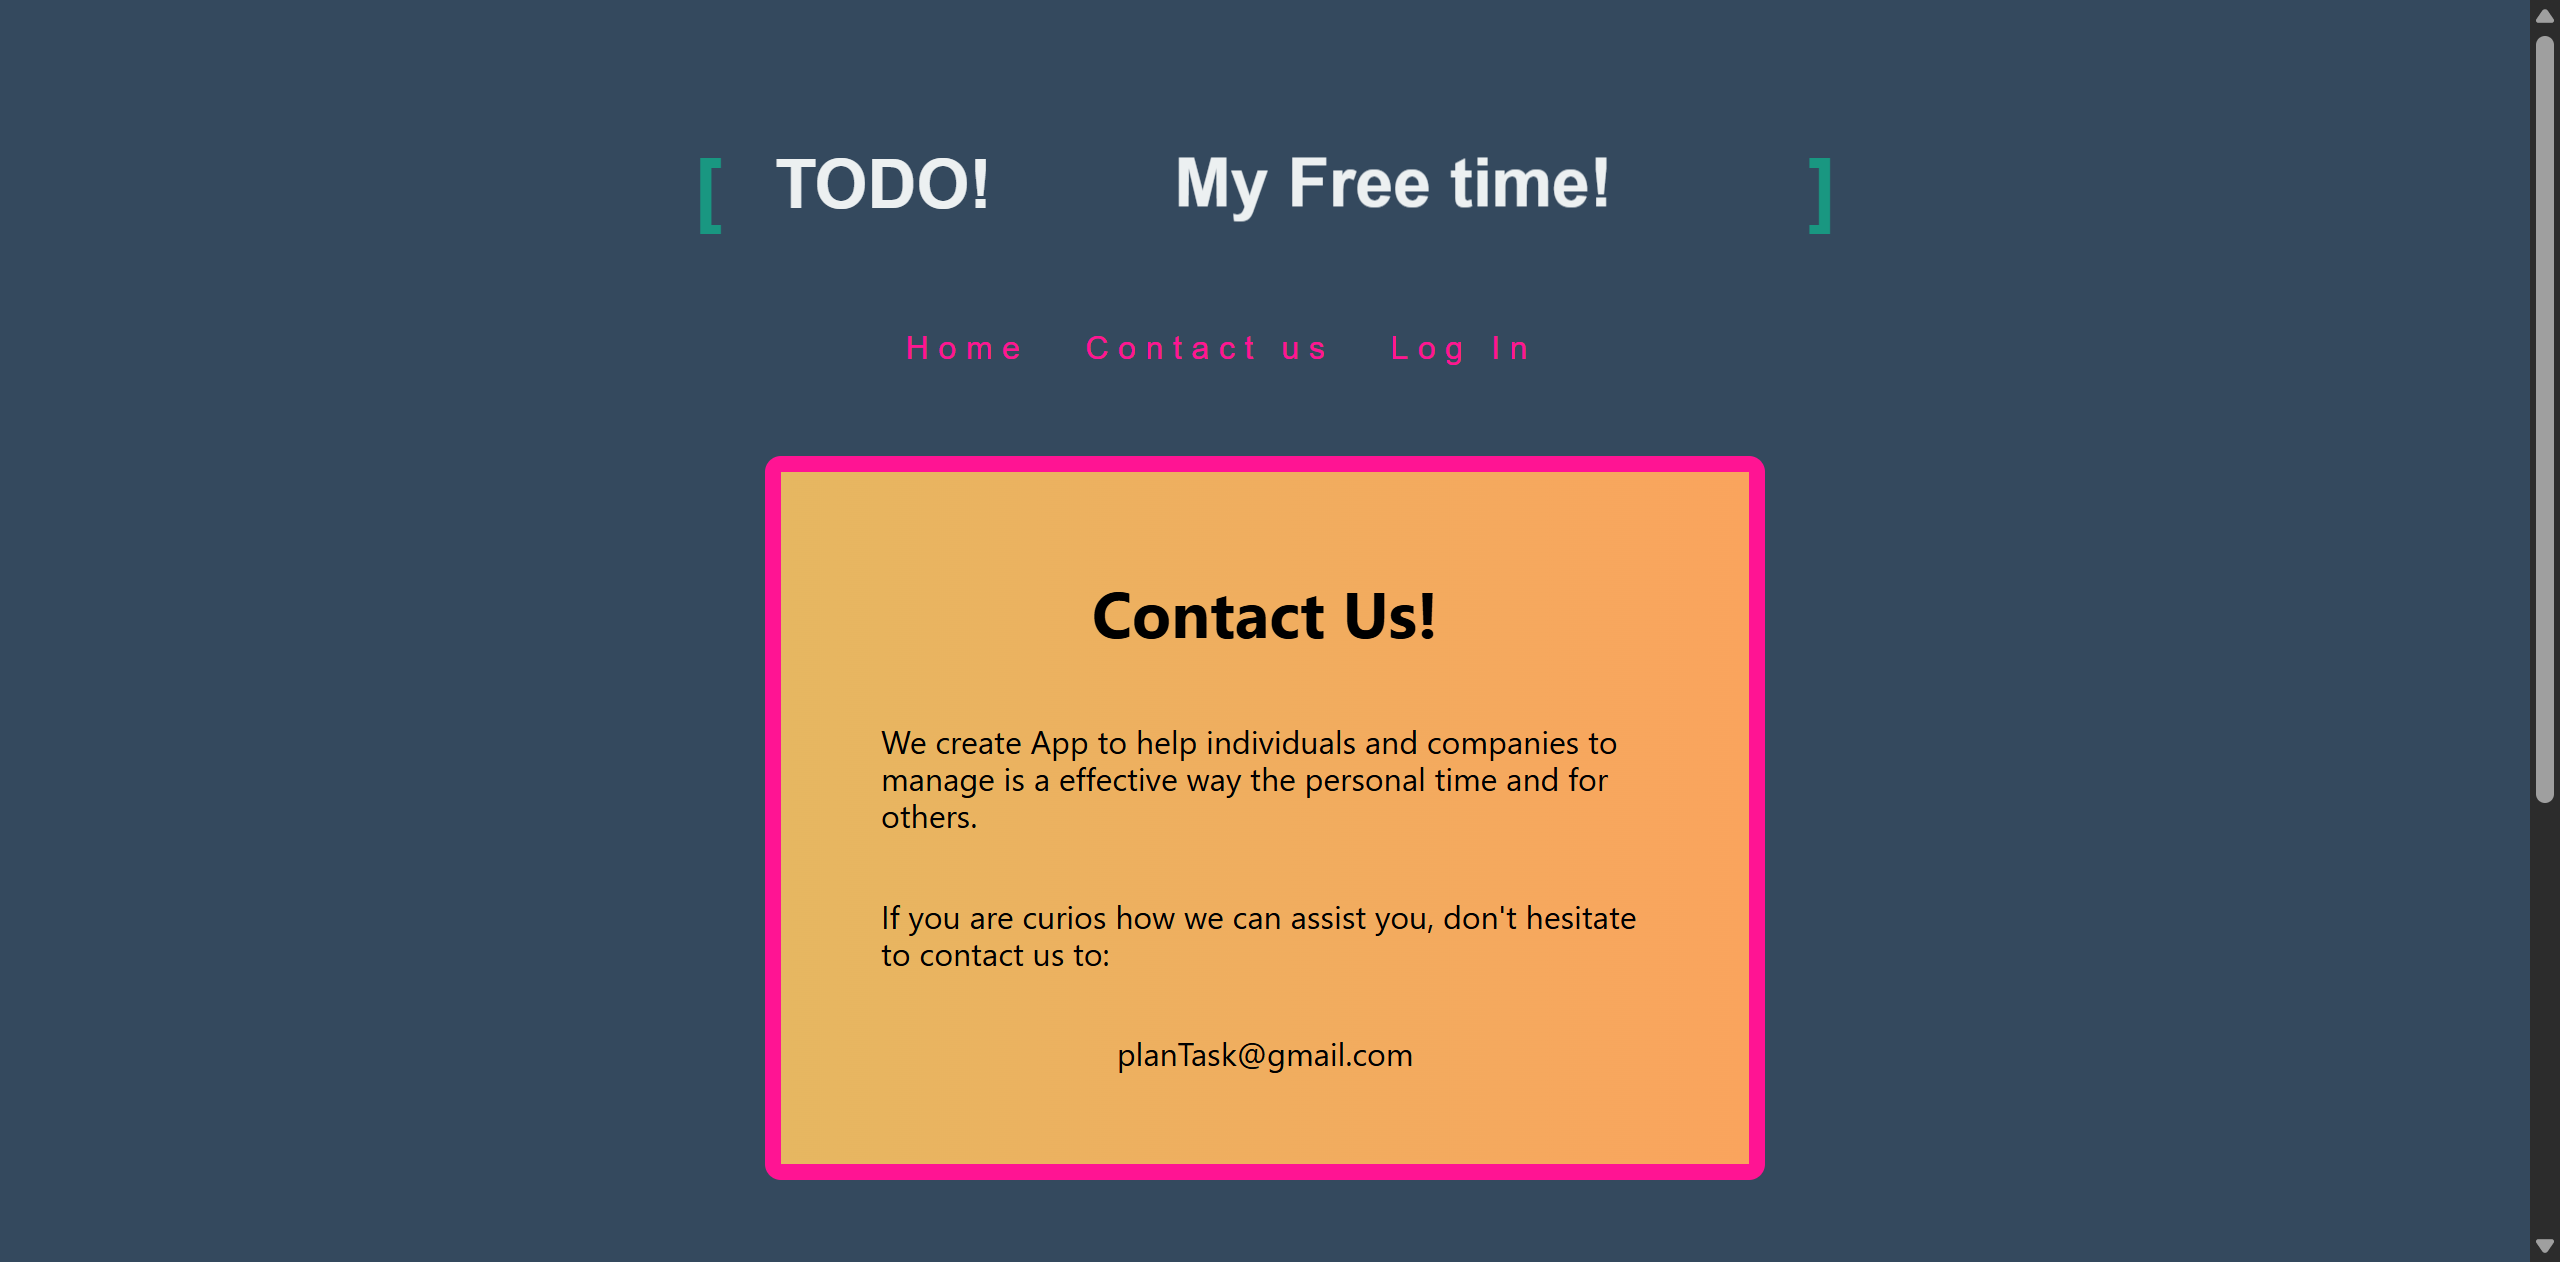 [ TODO! My Free time! ]
Home Contact us Log In
Contact Us!
We create App to help individuals and companies to
manage is a effective way the personal time and for
others.
If you are curios how we can assist you, don't hesitate
to contact us to:
planTask@gmail.com